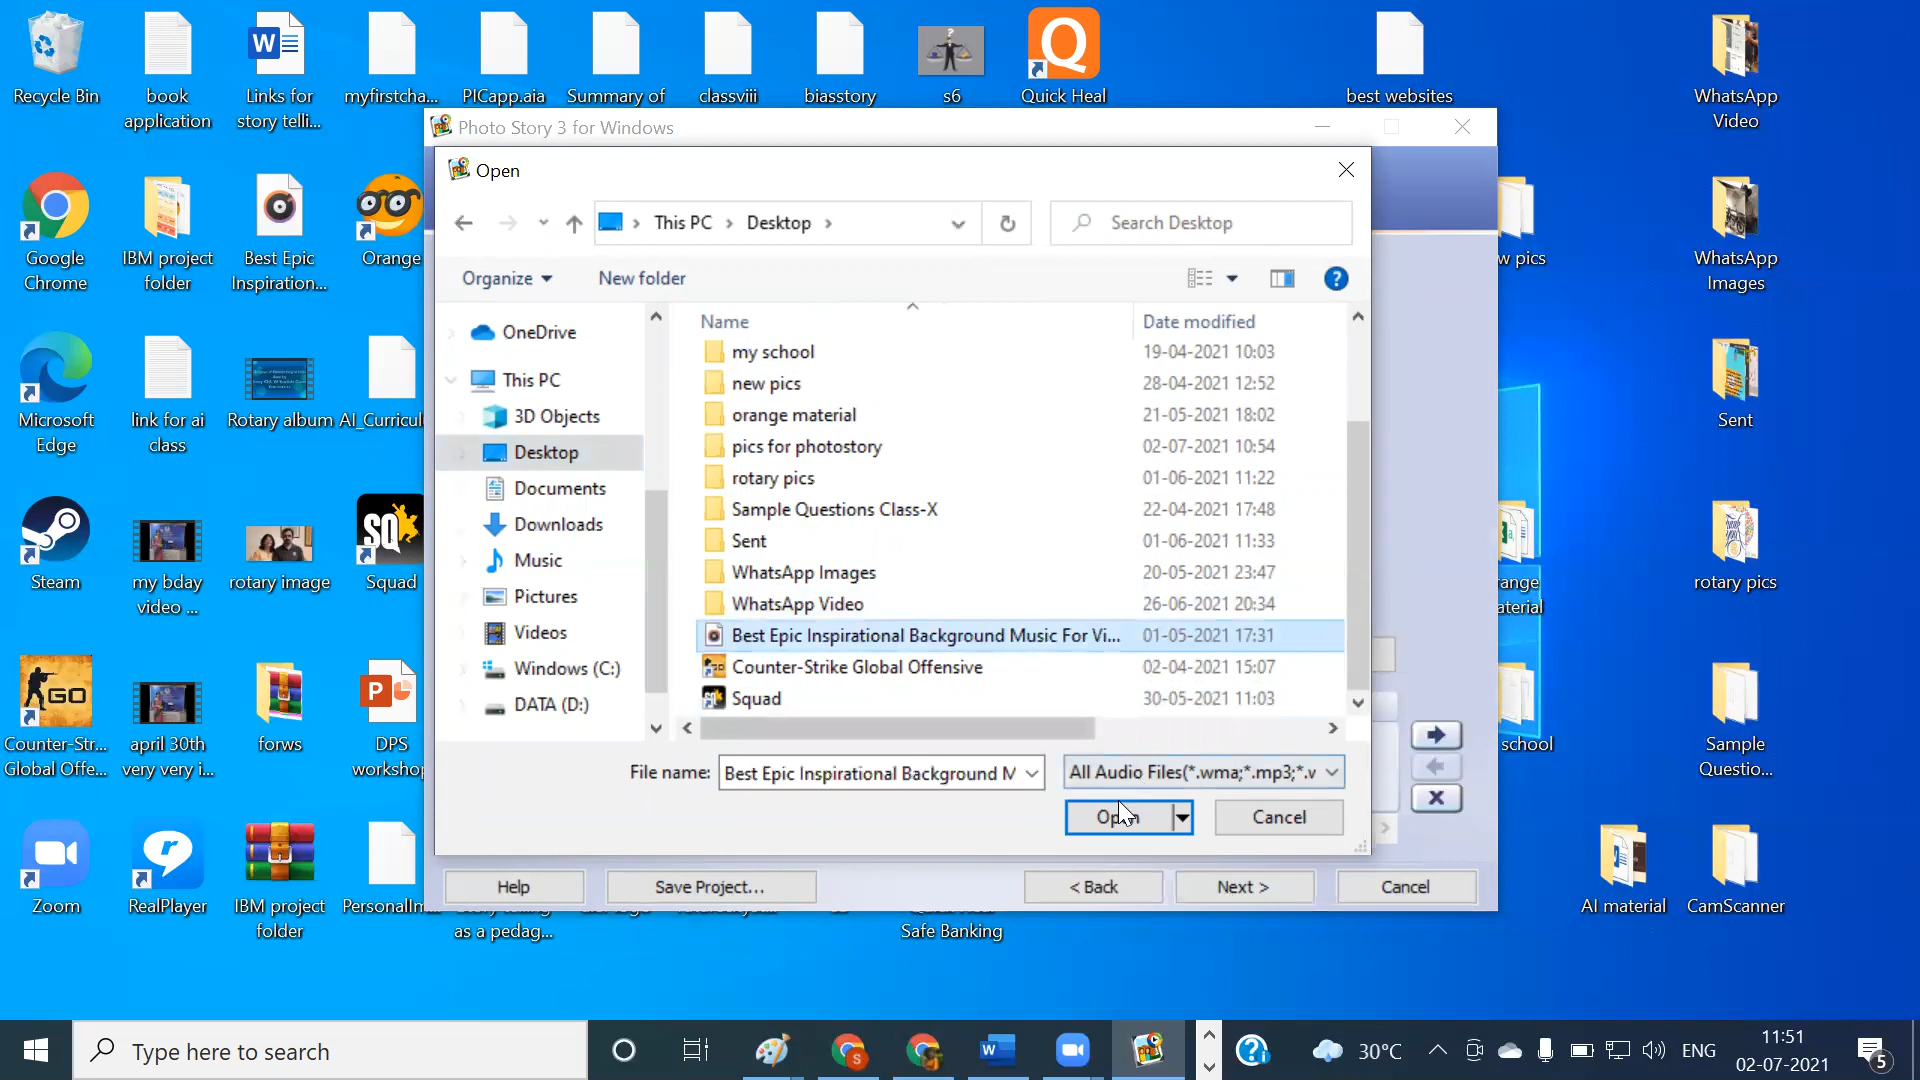 Recycle Bin
book
application
Links for
story telli...
myfirstcha...
PICapp.aia
Summary of
classviii
biasstory
s6
Quick Heal
best websites
WhatsApp
Video
Photo Story 3 for Windows
Open
This PC
Desktop
Search Desktop
Organize
New folder
Name
Date modified
my school 19-04-2021 10:03
new pics 28-04-2021 12:52
orange material 21-05-2021 18:02
pics for photostory 02-07-2021 10:54
rotary pics 01-06-2021 11:22
Sample Questions Class-X 22-04-2021 17:48
Sent 01-06-2021 11:33
WhatsApp Images 20-05-2021 23:47
WhatsApp Video 26-06-2021 20:34
Best Epic Inspirational Background Music For Vi... 01-05-2021 17:31
Counter-Strike Global Offensive 02-04-2021 15:07
Squad 30-05-2021 11:03
OneDrive
This PC
3D Objects
Desktop
Documents
Downloads
Music
Pictures
Videos
Windows (C:)
DATA (D:)
File name:
Best Epic Inspirational Background M
All Audio Files(*.wma;*.mp3;*.v
Open
Cancel
Help
Save Project...
< Back
Next >
Cancel
Google
Chrome
IBM project
folder
Best Epic
Inspiration...
Orange
w pics
WhatsApp
Images
Microsoft
Edge
link for ai
class
Rotary album
AI_Curricul
Sent
Steam
my bday
video ...
rotary image
SQ
Squad
range
aterial
rotary pics
GO
Counter-Str...
Global Offe...
april 30th
very very i...
forws
DPS
workshop
school
Sample
Questio...
Zoom
RealPlayer
IBM project
folder
PersonalIm...
as a pedag...
Safe Banking
AI material
CamScanner
Type here to search
30°C
ENG
11:51
02-07-2021
5